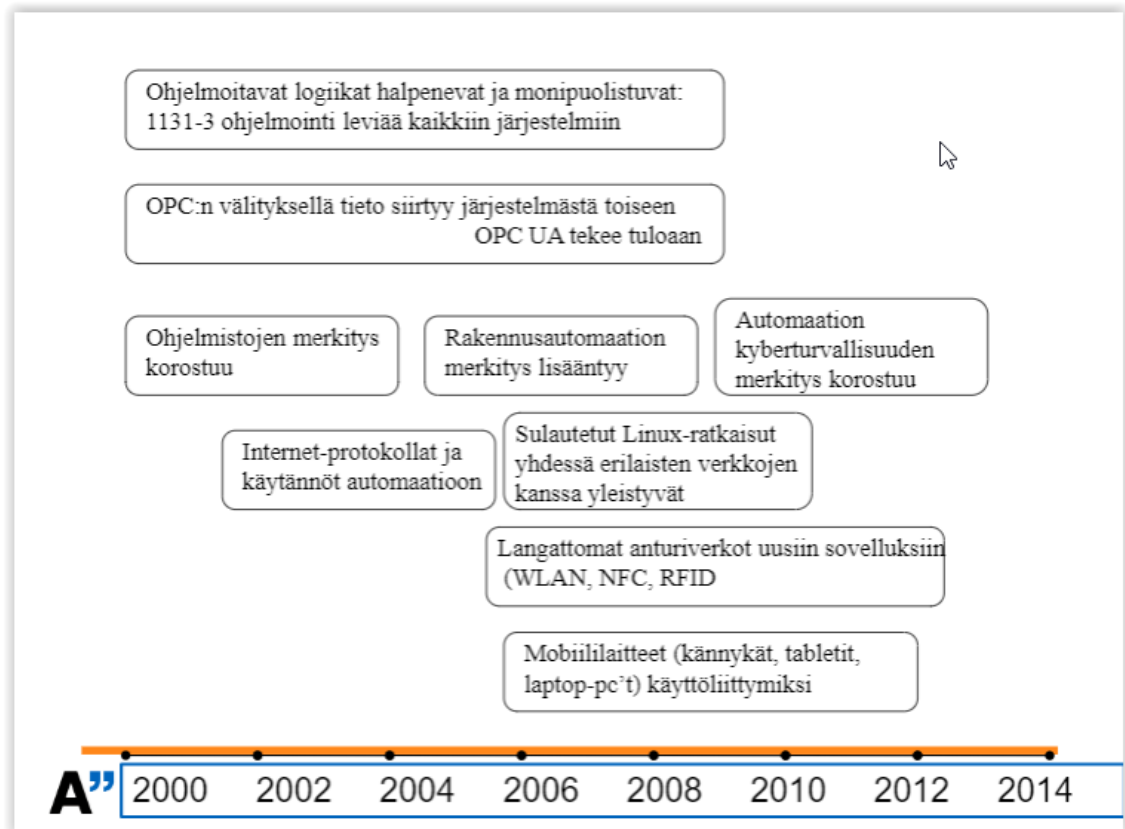 Ohjelmoitavat logiikat halpenevat ja monipuolistuvat:
1131-3 ohjelmointi leviää kaikkiin järjestelmiin
OPC:n välityksellä tieto siirtyy järjestelmästä toiseen
OPC UA tekee tuloaan
Ohjelmistojen merkitys
korostuu
Rakennusautomaation
merkitys lisääntyy
Automaation
kyberturvallisuuden
merkitys korostuu
Internet-protokollat ja
käytännöt automaatioon
Sulautetut Linux-ratkaisut
yhdessä erilaisten verkkojen
kanssa yleistyvät
Langattomat anturiverkot uusiin sovelluksiin
(WLAN, NFC, RFID
Mobiililaitteet (kännykät, tabletit,
laptop-pc’t) käyttöliittymiksi
A” 2000 2002 2004 2006 2008 2010 2012 2014